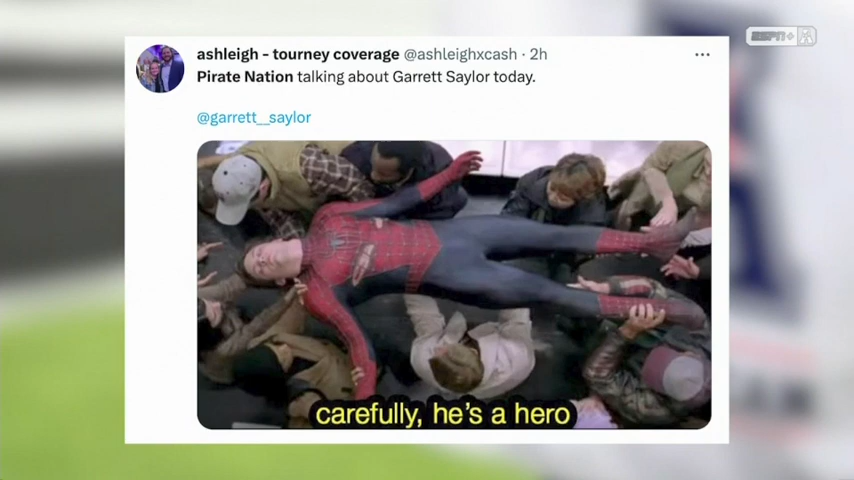 ESPN+ A
ashleigh - tourney coverage @ashleighxcash · 2h
Pirate Nation talking about Garrett Saylor today.
@garrett__saylor
carefully, he's a hero